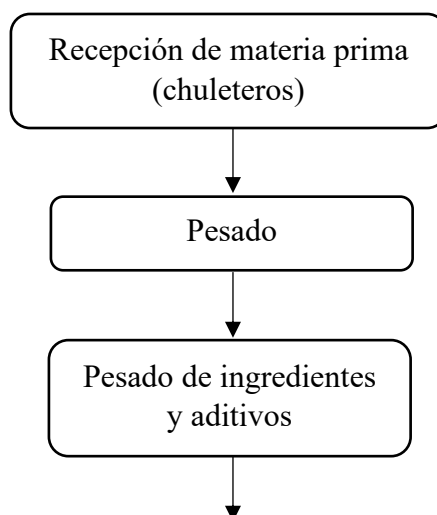 Recepción de materia prima
(chuleteros)
Pesado
Pesado de ingredientes
y aditivos